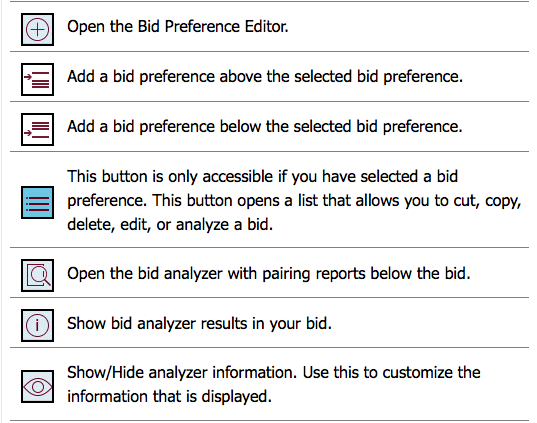 Open the Bid Preference Editor.
Add a bid preference above the selected bid preference.
Add a bid preference below the selected bid preference.
This button is only accessible if you have selected a bid
preference. This button opens a list that allows you to cut, copy,
delete, edit, or analyze a bid.
Open the bid analyzer with pairing reports below the bid.
i
Show bid analyzer results in your bid.
Show/Hide analyzer information. Use this to customize the
information that is displayed.